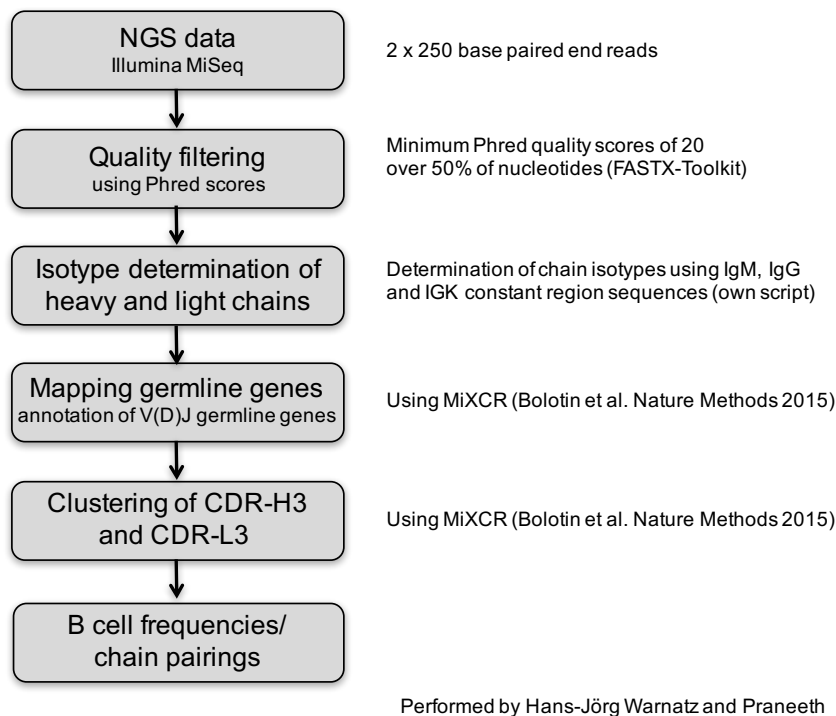 NGS data
Illumina MiSeq
2 x 250 base paired end reads
Quality filtering
using Phred scores
Minimum Phred quality scores of 20
over 50% of nucleotides (FASTX-Toolkit)
Isotype determination of
heavy and light chains
Determination of chain isotypes using IgM, IgG
and IGK constant region sequences (own script)
Mapping germline genes
annotation of V(D)J germline genes
Using MiXCR (Bolotin et al. Nature Methods 2015)
Clustering of CDR-H3
and CDR-L3
Using MiXCR (Bolotin et al. Nature Methods 2015)
B cell frequencies/
chain pairings
Performed by Hans-Jörg Warnatz and Praneeth